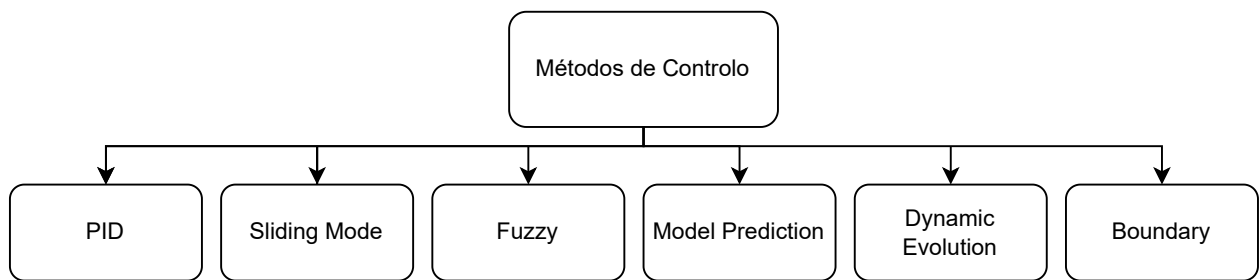 Métodos de Controlo
PID
Sliding Mode
Fuzzy
Model Prediction
Dynamic
Evolution
Boundary